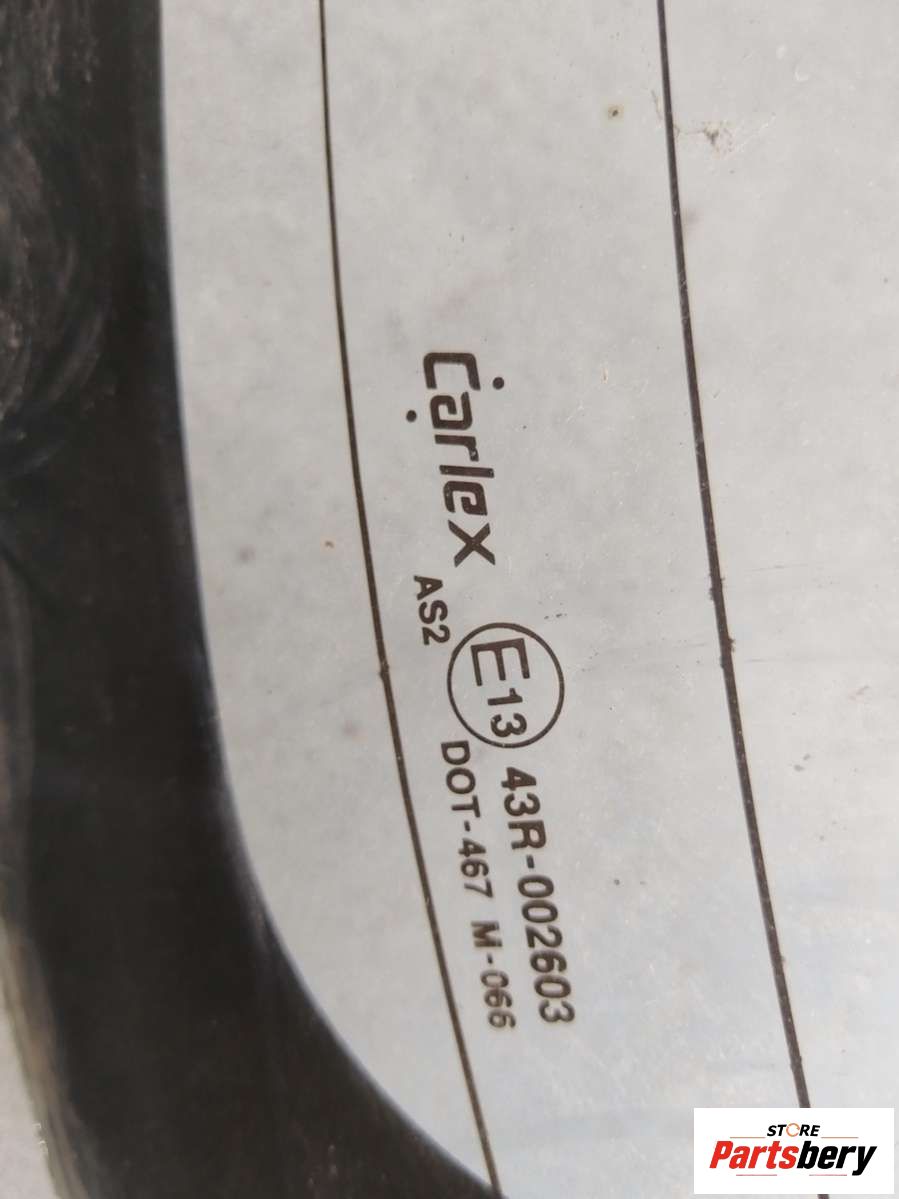 Carlex
AS2
E13 43R-002603
DOT-467 M-066
STORE
Partsbery